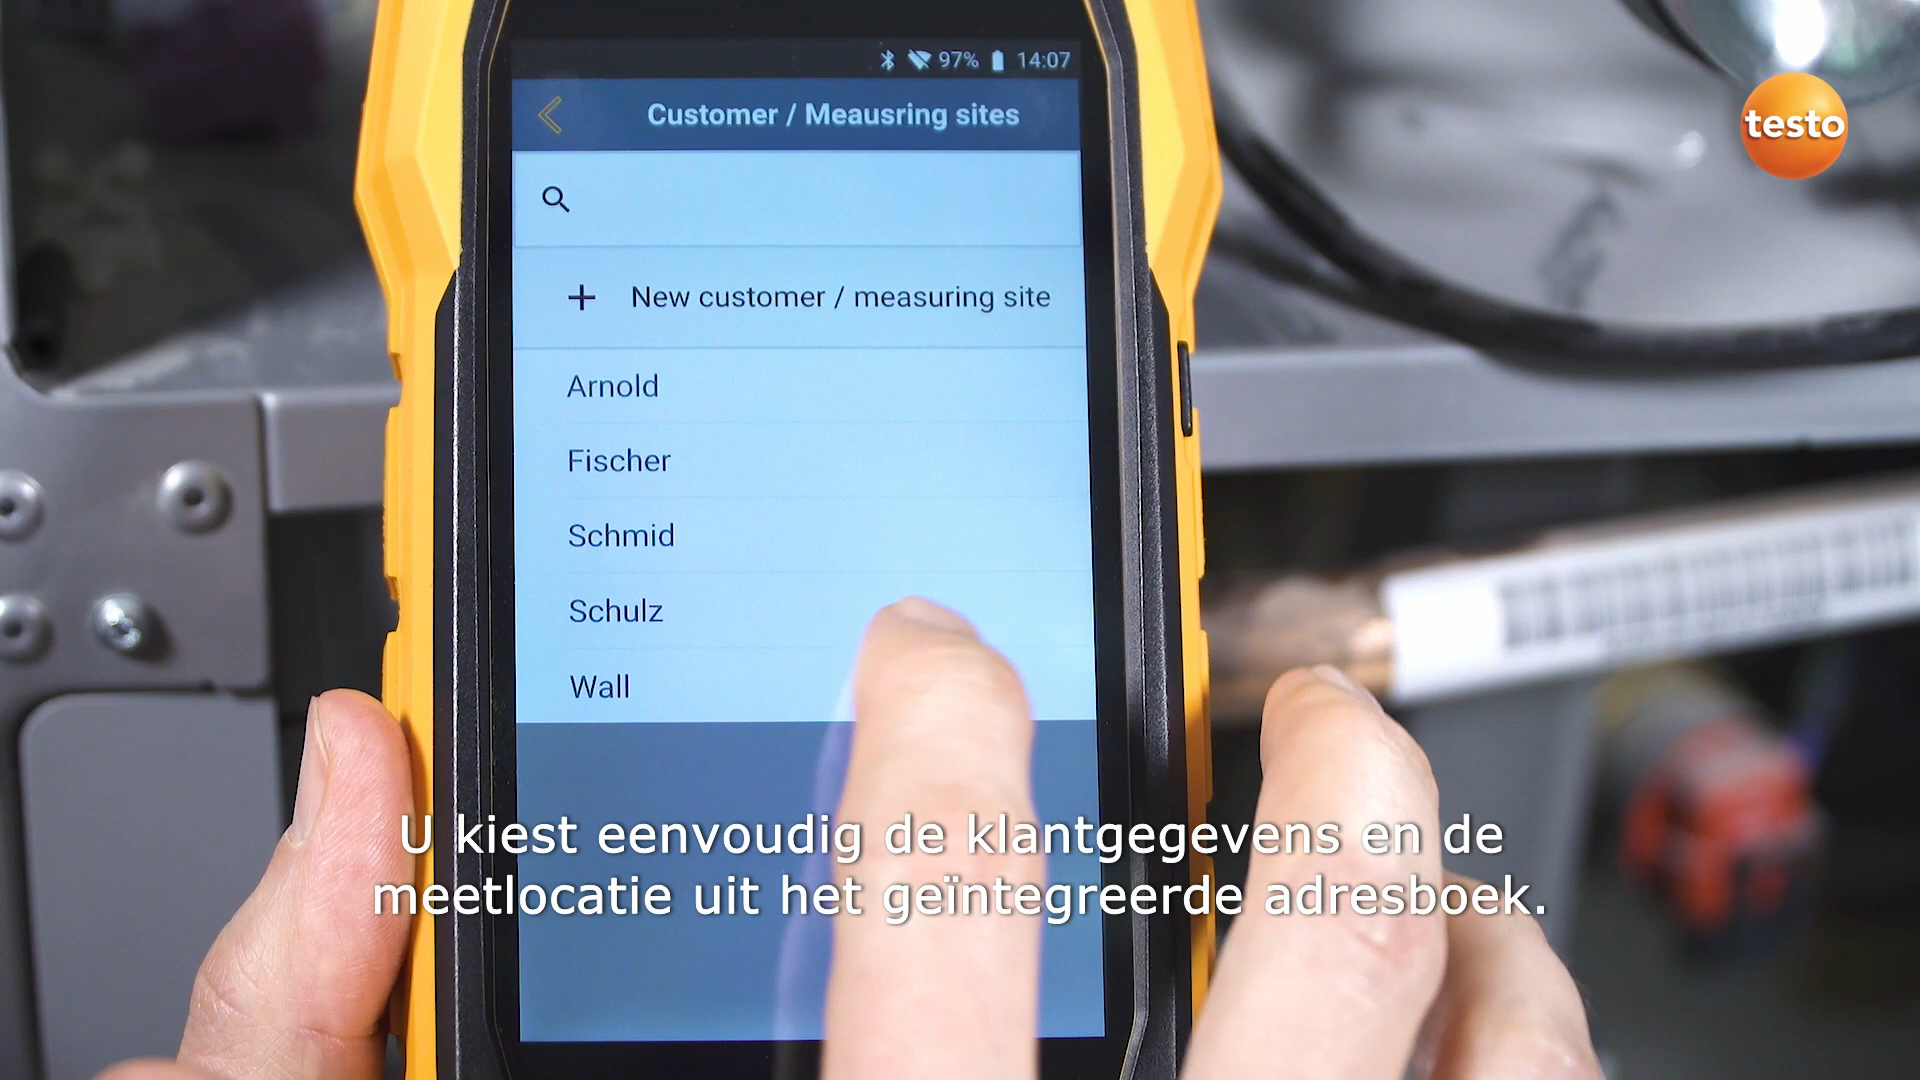 97% 14:07
Customer / Meausring sites
testo
New customer / measuring site
Arnold
Fischer
Schmid
Schulz
Wall
U kiest eenvoudig de klantgegevens en de
meetlocatie uit het geïntegreerde adresboek.